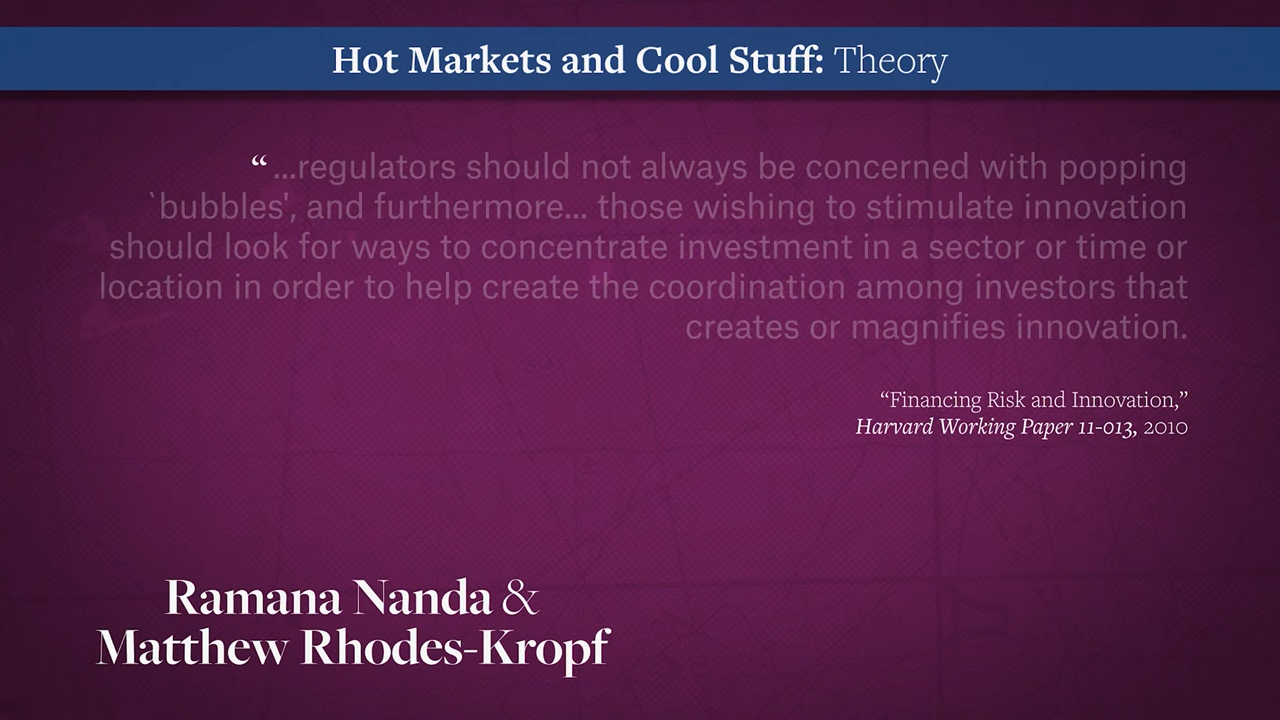 Hot Markets and Cool Stuff: Theory
“ ...regulators should not always be concerned with popping
`bubbles', and furthermore... those wishing to stimulate innovation
should look for ways to concentrate investment in a sector or time or
location in order to help create the coordination among investors that
creates or magnifies innovation.
“Financing Risk and Innovation,”
Harvard Working Paper 11-013, 2010
Ramana Nanda &
Matthew Rhodes-Kropf